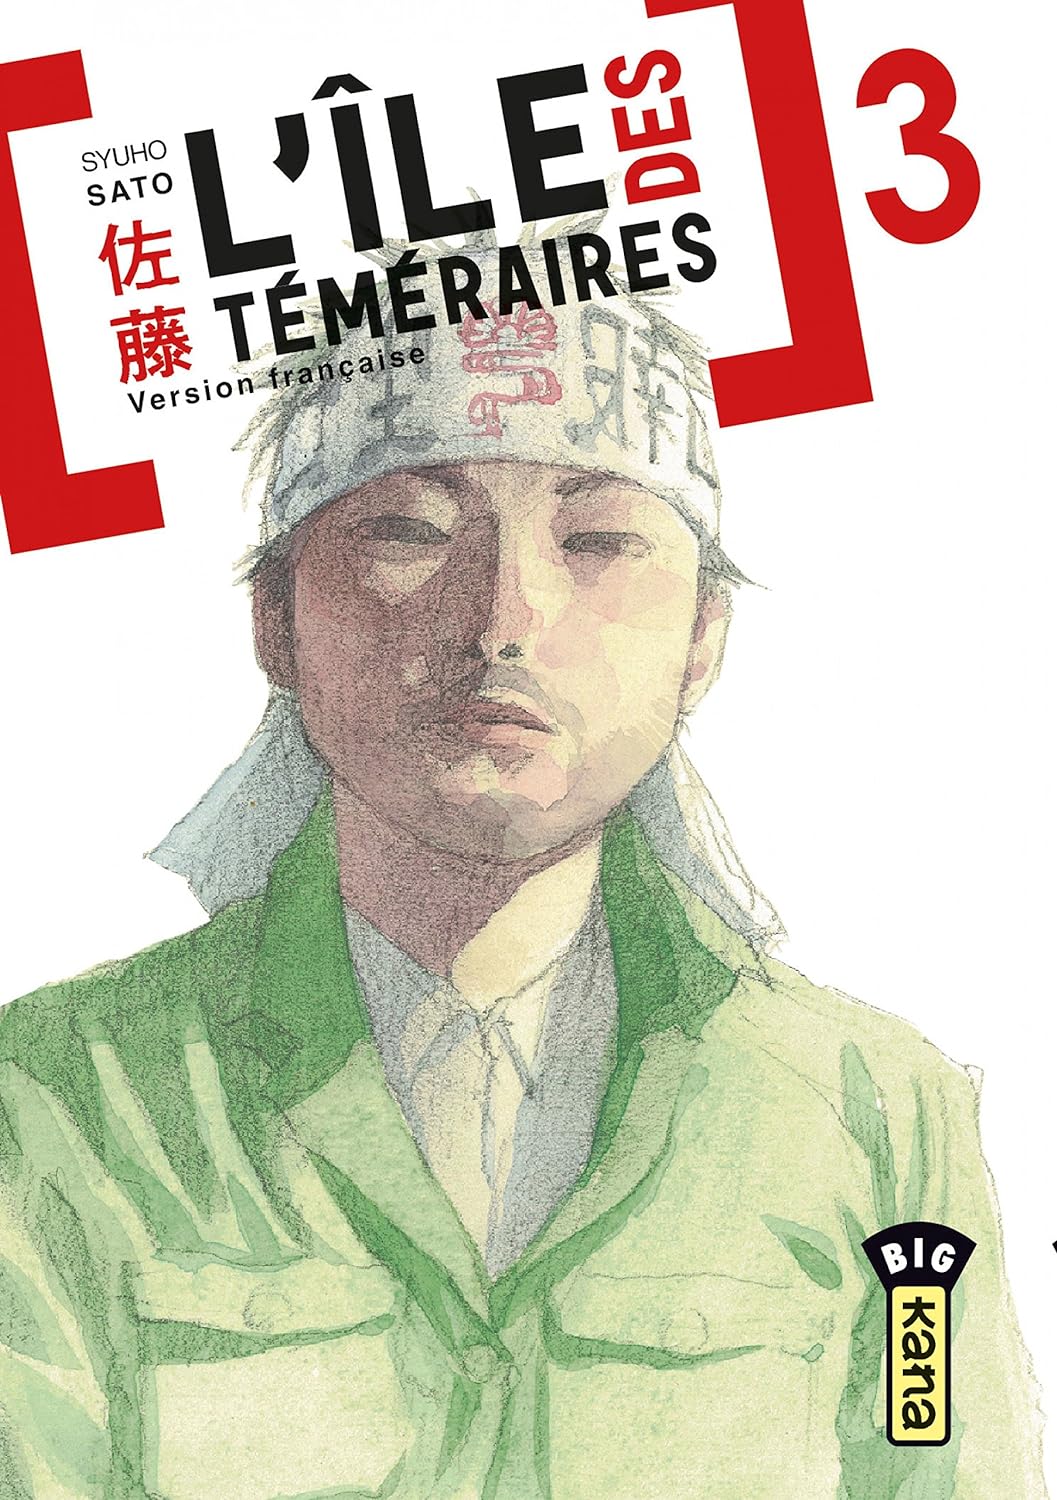 SYUHO
SATO
佐藤
L'ÎLE
DES
TÉMÉRAIRES
Version française
3
BIG
kana